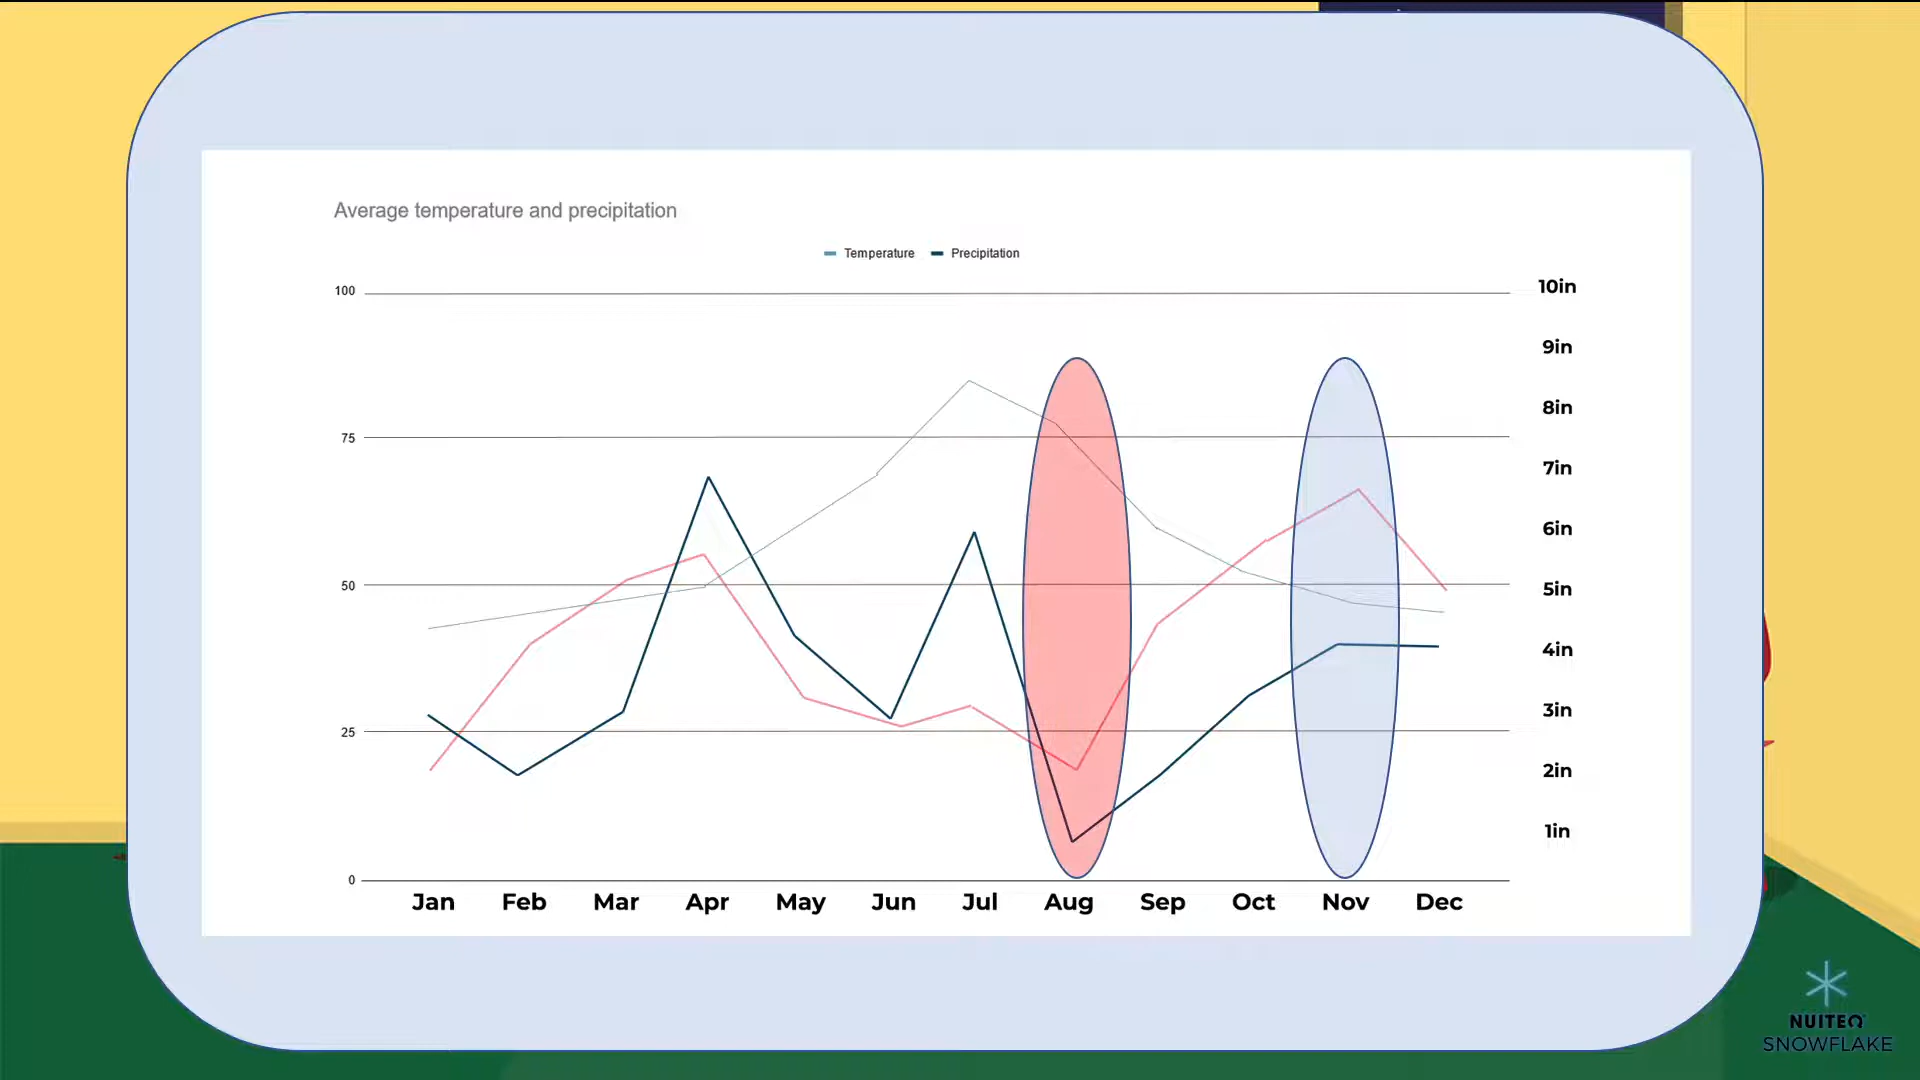 Average temperature and precipitation
Temperature Precipitation
100
75
50
25
0
10in
9in
8in
7in
6in
5in
4in
3in
2in
1in
Jan Feb Mar Apr May Jun Jul Aug Sep Oct Nov Dec
NUITEQ
SNOWFLAKE